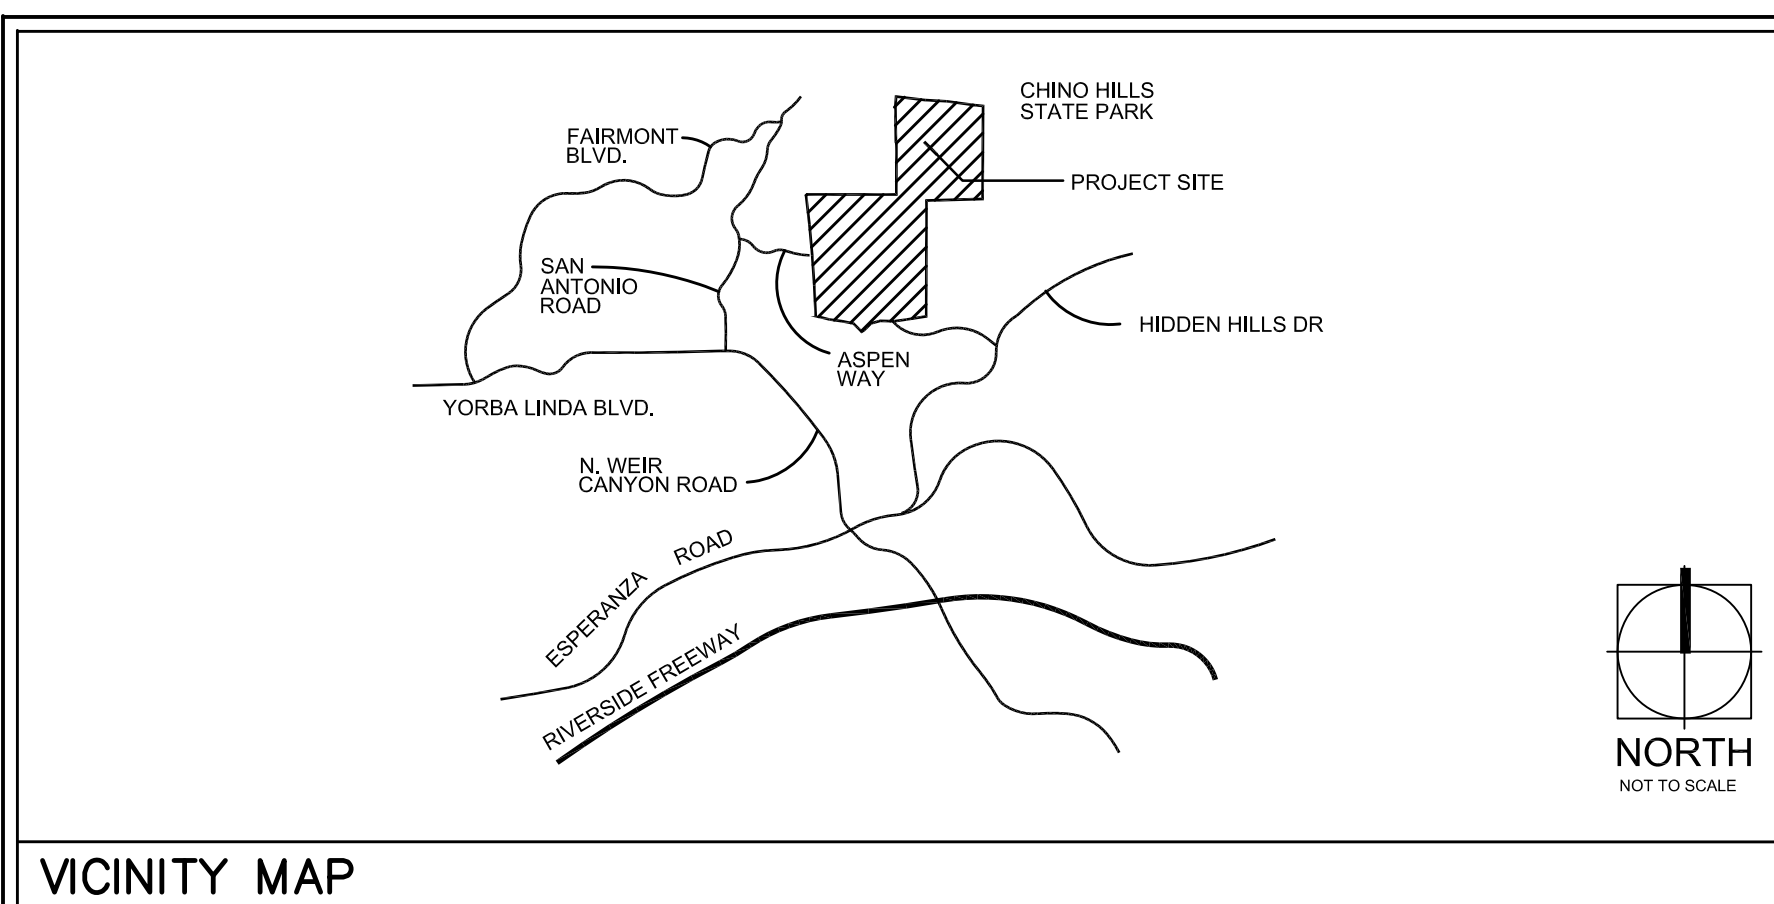 CHINO HILLS
STATE PARK
FAIRMONT
BLVD.
PROJECT SITE
SAN
ANTONIO
ROAD
HIDDEN HILLS DR
ASPEN
WAY
YORBA LINDA BLVD.
N. WEIR
CANYON ROAD
ESPERANZA ROAD
RIVERSIDE FREEWAY
NORTH
NOT TO SCALE
VICINITY MAP